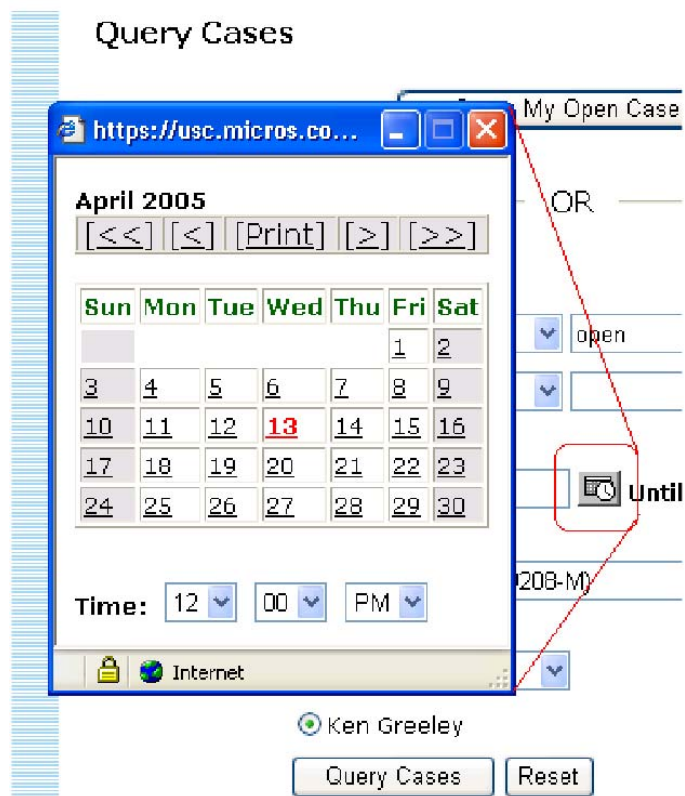 Query Cases
My Open Case
https://usc.micros.co...
OR
April 2005
[<<] [<] [Print] [>] [>>]
Sun Mon Tue Wed Thu Fri Sat
1 2
open
3 4 5 6 7 8 9
10 11 12 13 14 15 16
17 18 19 20 21 22 23
Until
24 25 26 27 28 29 30
0208-M)
Time: 12 00 PM
Internet
Ken Greeley
Query Cases Reset